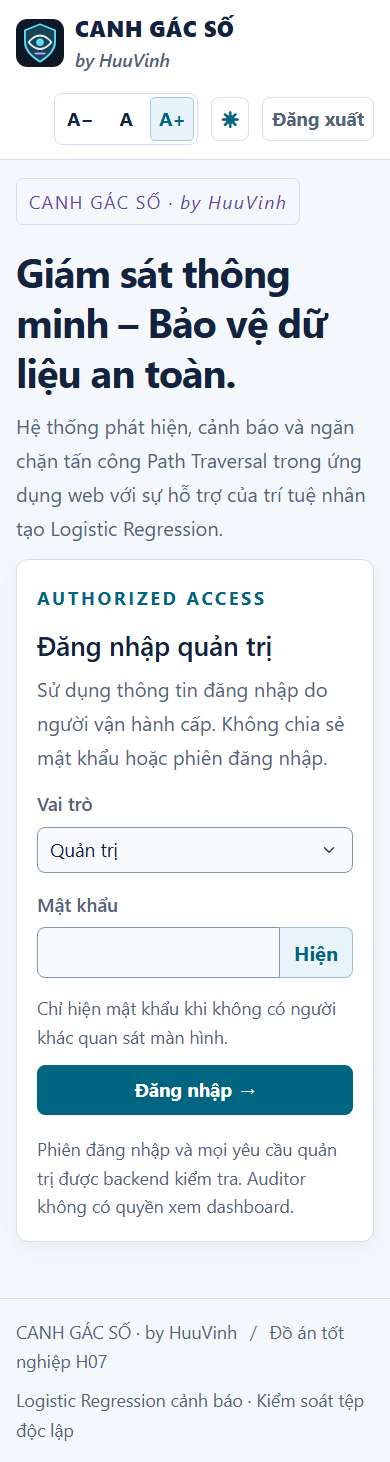 CANH GÁC SỐ
by HuuVinh
A− A A+ Đăng xuất
CANH GÁC SỐ · by HuuVinh
Giám sát thông
minh – Bảo vệ dữ
liệu an toàn.
Hệ thống phát hiện, cảnh báo và ngăn
chặn tấn công Path Traversal trong ứng
dụng web với sự hỗ trợ của trí tuệ nhân
tạo Logistic Regression.
AUTHORIZED ACCESS
Đăng nhập quản trị
Sử dụng thông tin đăng nhập do
người vận hành cấp. Không chia sẻ
mật khẩu hoặc phiên đăng nhập.
Vai trò
Quản trị
Mật khẩu
Hiện
Chỉ hiện mật khẩu khi không có người
khác quan sát màn hình.
Đăng nhập →
Phiên đăng nhập và mọi yêu cầu quản
trị được backend kiểm tra. Auditor
không có quyền xem dashboard.
CANH GÁC SỐ · by HuuVinh / Đồ án tốt
nghiệp H07
Logistic Regression cảnh báo · Kiểm soát tệp
độc lập